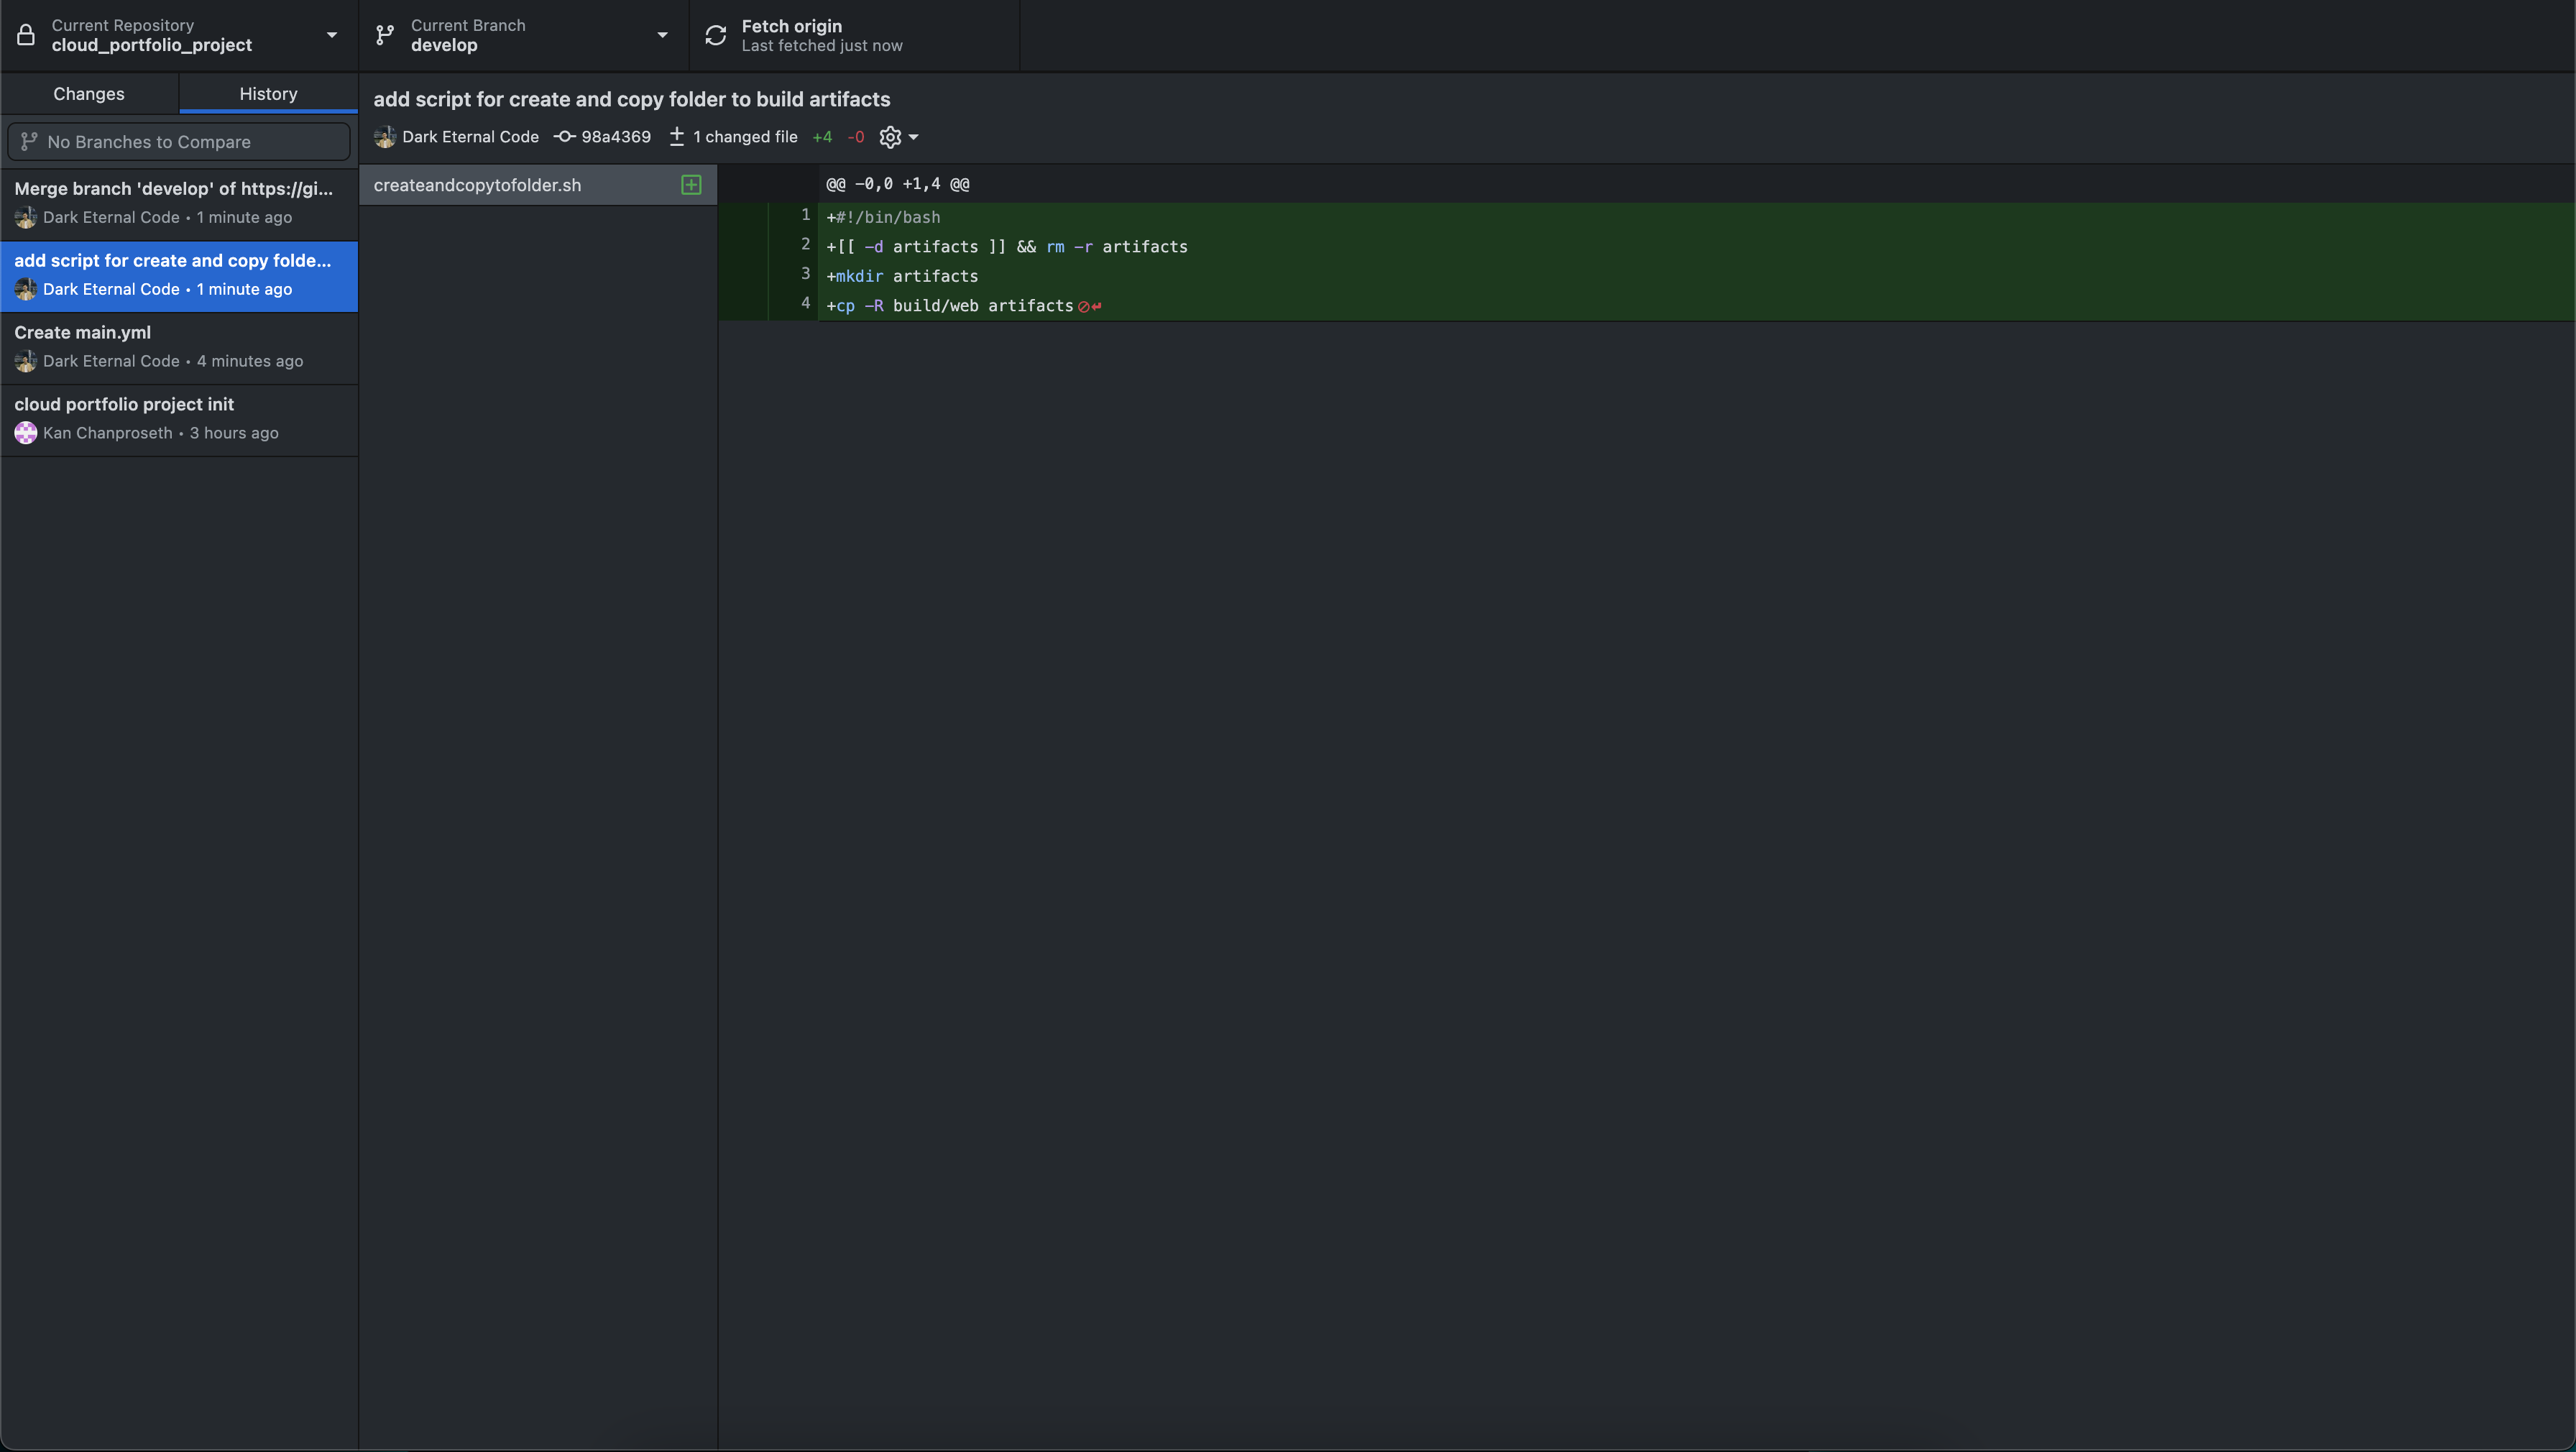 Current Repository
cloud_portfolio_project
Current Branch
develop
Fetch origin
Last fetched just now
Changes
History
No Branches to Compare
Merge branch 'develop' of https://gi...
Dark Eternal Code • 1 minute ago
add script for create and copy folde...
Dark Eternal Code • 1 minute ago
Create main.yml
Dark Eternal Code • 4 minutes ago
cloud portfolio project init
Kan Chanproseth • 3 hours ago
add script for create and copy folder to build artifacts
Dark Eternal Code 98a4369 1 changed file +4 -0
createandcopytofolder.sh
@@ -0,0 +1,4 @@
1 +#!/bin/bash
2 +[[ -d artifacts ]] && rm -r artifacts
3 +mkdir artifacts
4 +cp -R build/web artifacts